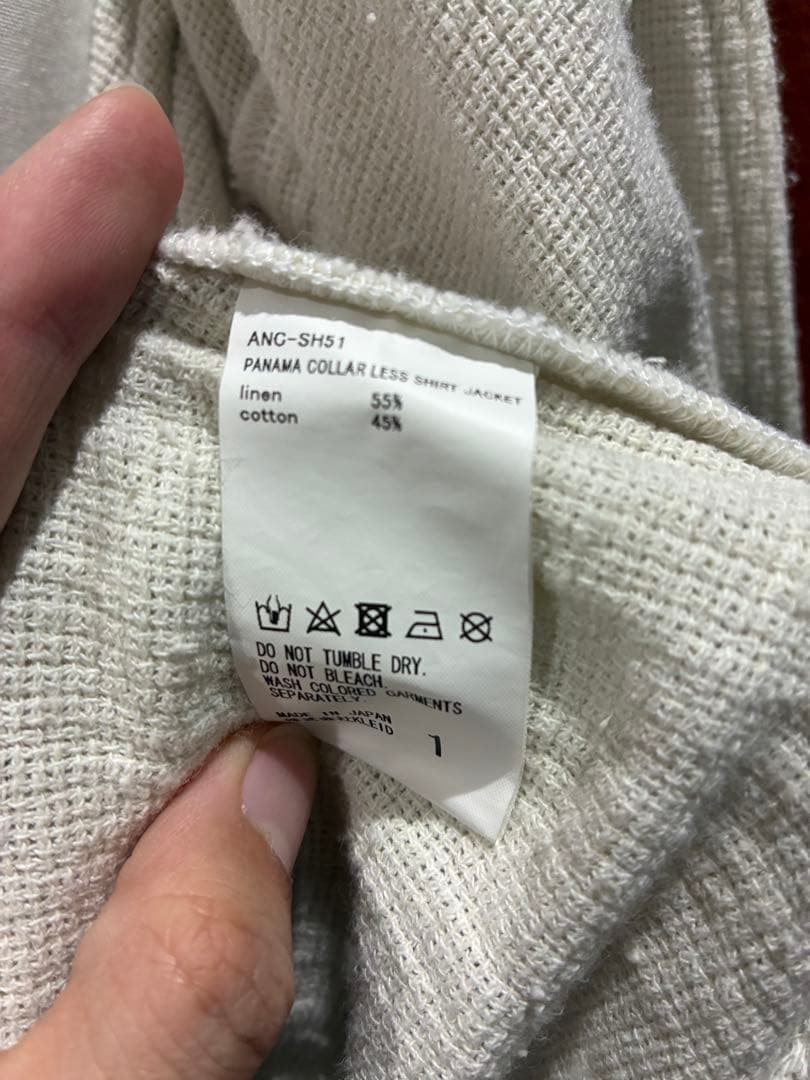 ANC-SH51
PANAMA COLLAR LESS SHIRT JACKET
linen 55%
cotton 45%
DO NOT TUMBLE DRY.
DO NOT BLEACH
WASH COLORED GARMENTS
SEPARATELY
MADE IN JAPAN
KLEID 1